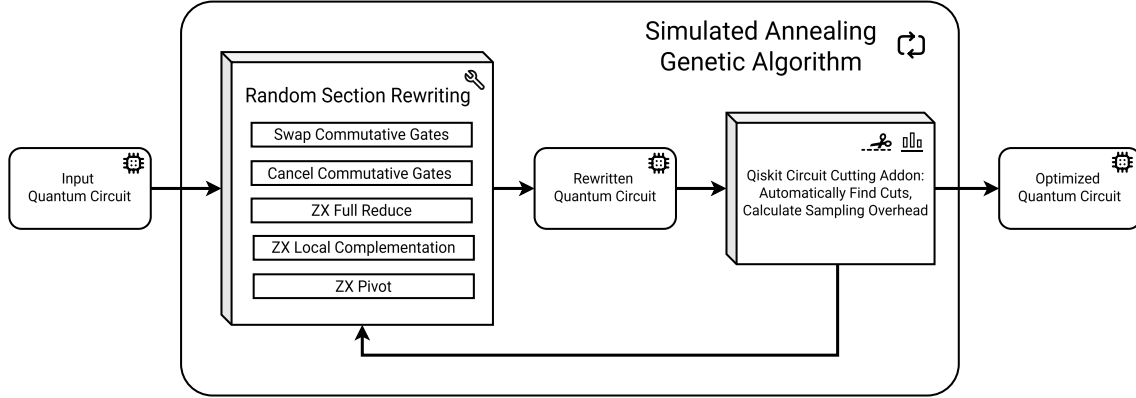 Simulated Annealing
Genetic Algorithm
Input
Quantum Circuit
Random Section Rewriting
Swap Commutative Gates
Cancel Commutative Gates
ZX Full Reduce
ZX Local Complementation
ZX Pivot
Rewritten
Quantum Circuit
Qiskit Circuit Cutting Addon:
Automatically Find Cuts,
Calculate Sampling Overhead
Optimized
Quantum Circuit